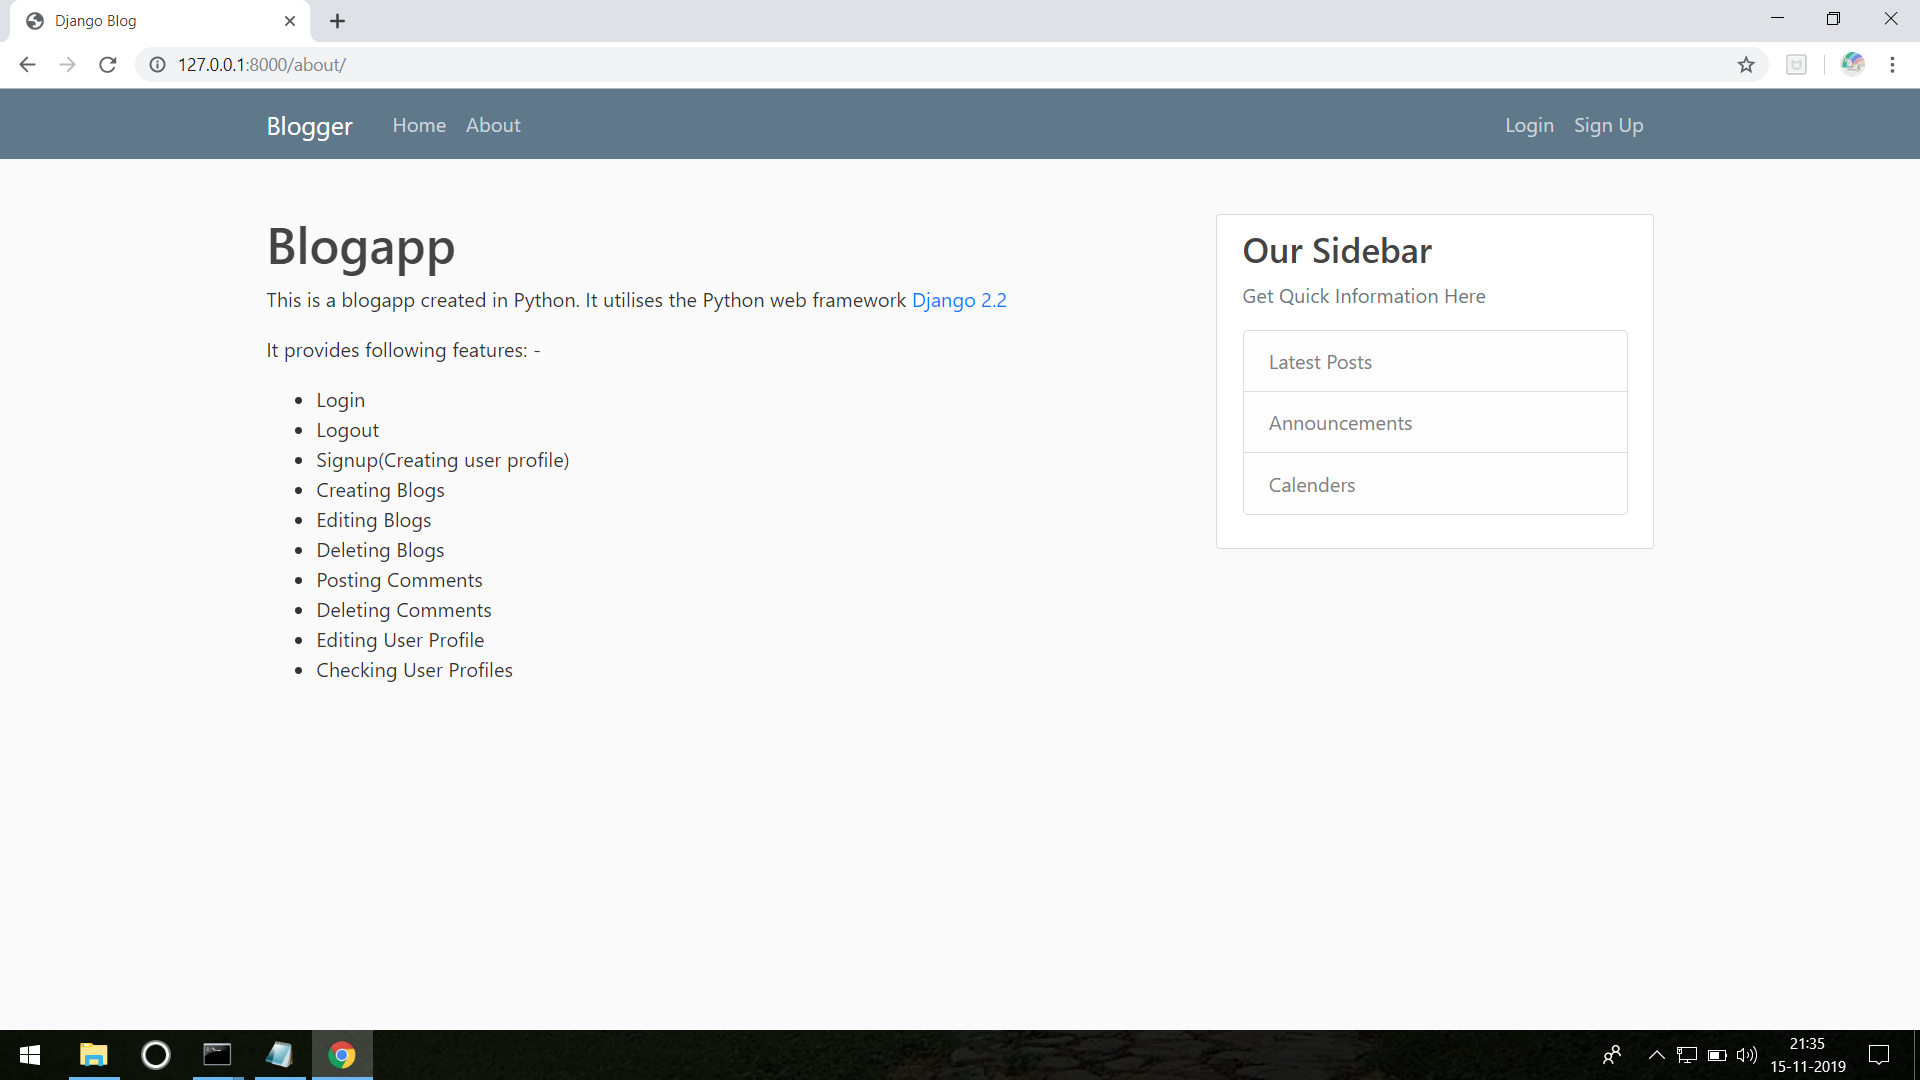 Django Blog
127.0.0.1:8000/about/
Blogger Home About Login Sign Up
Blogapp
This is a blogapp created in Python. It utilises the Python web framework Django 2.2
It provides following features: -
Login
Logout
Signup(Creating user profile)
Creating Blogs
Editing Blogs
Deleting Blogs
Posting Comments
Deleting Comments
Editing User Profile
Checking User Profiles
Our Sidebar
Get Quick Information Here
Latest Posts
Announcements
Calenders
21:35
15-11-2019